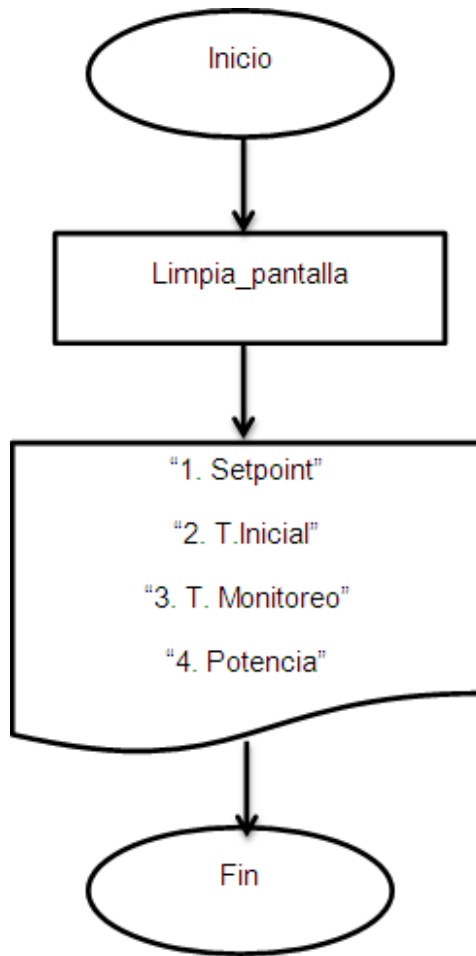 Inicio
Limpia_pantalla
“1. Setpoint”
“2. T.Inicial”
“3. T. Monitoreo”
“4. Potencia”
Fin